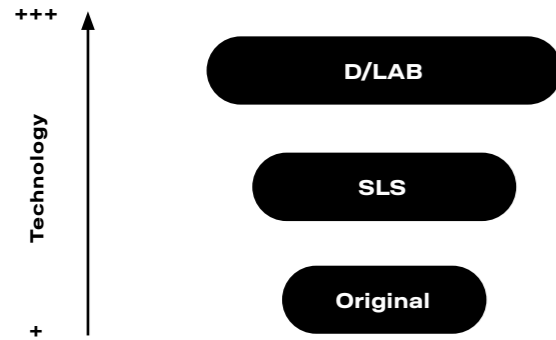 +++
D/LAB
Technology
SLS
Original
+